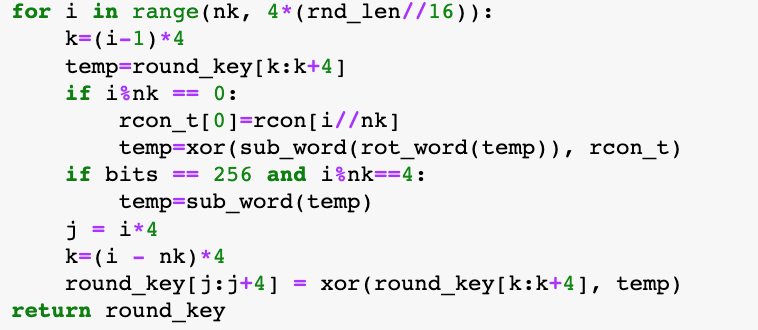 for i in range(nk, 4*(rnd_len//16)):
    k=(i-1)*4
    temp=round_key[k:k+4]
    if i%nk == 0:
        rcon_t[0]=rcon[i//nk]
        temp=xor(sub_word(rot_word(temp)), rcon_t)
    if bits == 256 and i%nk==4:
        temp=sub_word(temp)
    j = i*4
    k=(i - nk)*4
    round_key[j:j+4] = xor(round_key[k:k+4], temp)
return round_key